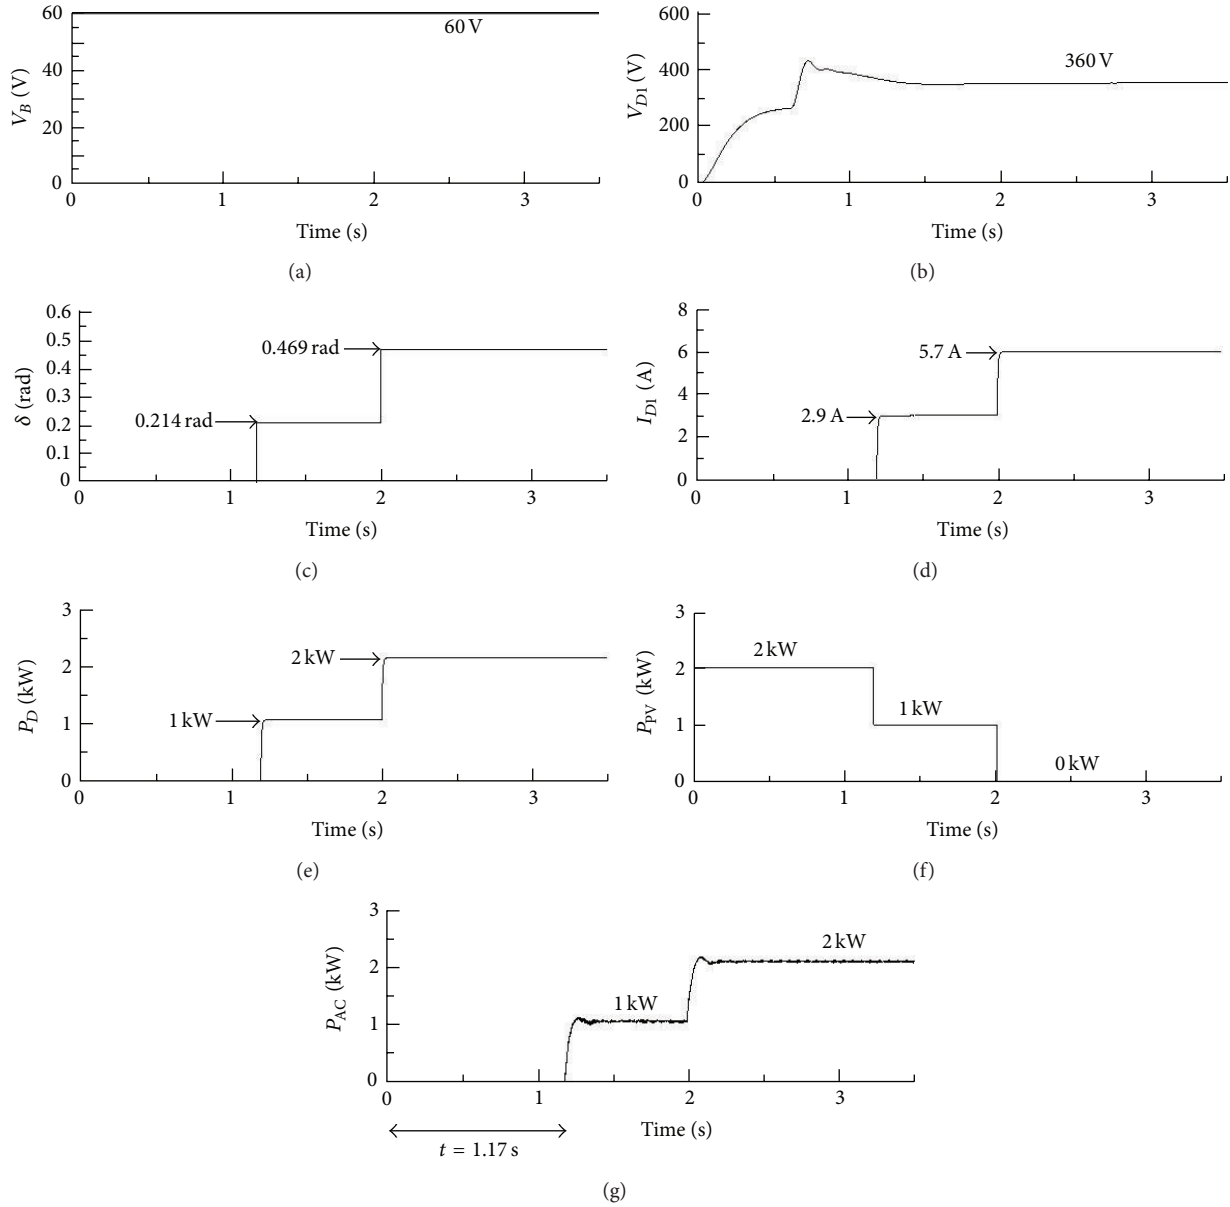 60
40
20
0
V_B (V)
60 V
1
2
3
Time (s)
(a)
600
400
200
0
V_D1 (V)
360 V
0
1
2
3
Time (s)
(b)
0.6
0.5
0.4
0.3
0.2
0.1
0
δ (rad)
0.469 rad
0.214 rad
0
1
2
3
Time (s)
(c)
8
6
4
2
0
I_D1 (A)
5.7 A
2.9 A
0
1
2
3
Time (s)
(d)
3
2
1
0
P_D (kW)
2 kW
1 kW
0
1
2
3
Time (s)
(e)
3
2
1
0
P_PV (kW)
2 kW
1 kW
0 kW
0
1
2
3
Time (s)
(f)
3
2
1
0
P_AC (kW)
2 kW
1 kW
0
1
2
3
Time (s)
t = 1.17 s
(g)